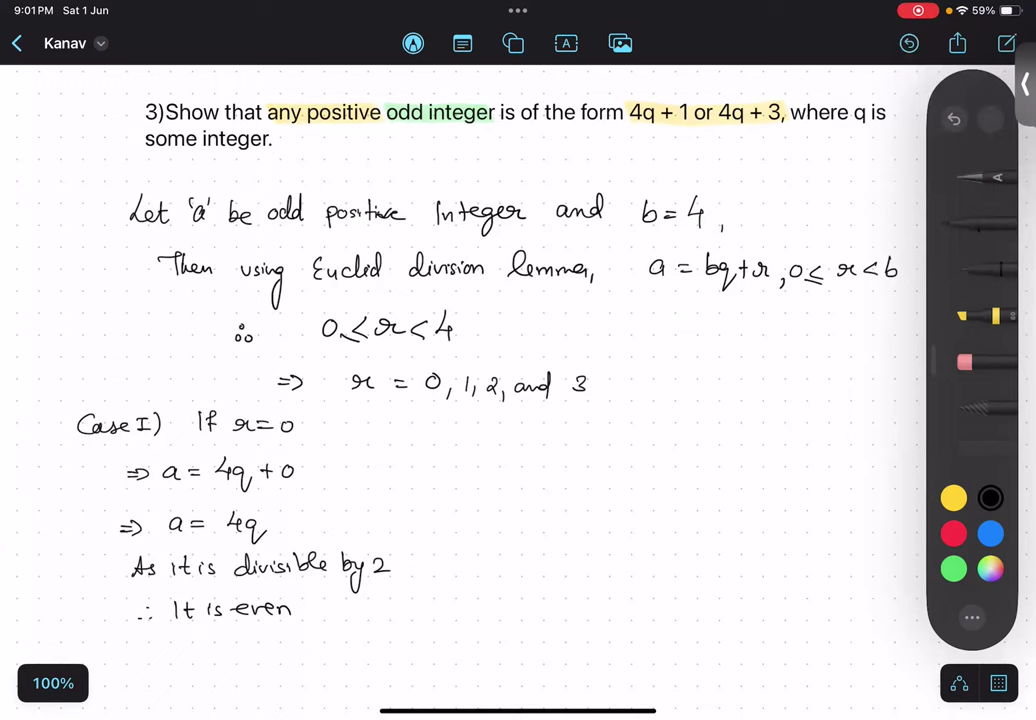 9:01PM Sat 1 Jun
59%
Kanav
A
3)Show that any positive odd integer is of the form 4q + 1 or 4q + 3, where q is
some integer.
Let 'a' be odd positive Integer and b = 4,
Then using Euclid division lemma, a = bq + r, 0 ≤ r < b
∴ 0 ≤ r < 4
⇒ r = 0, 1, 2, and 3
Case I) If r = 0
⇒ a = 4q + 0
⇒ a = 4q
As it is divisible by 2
∴ It is even
100%